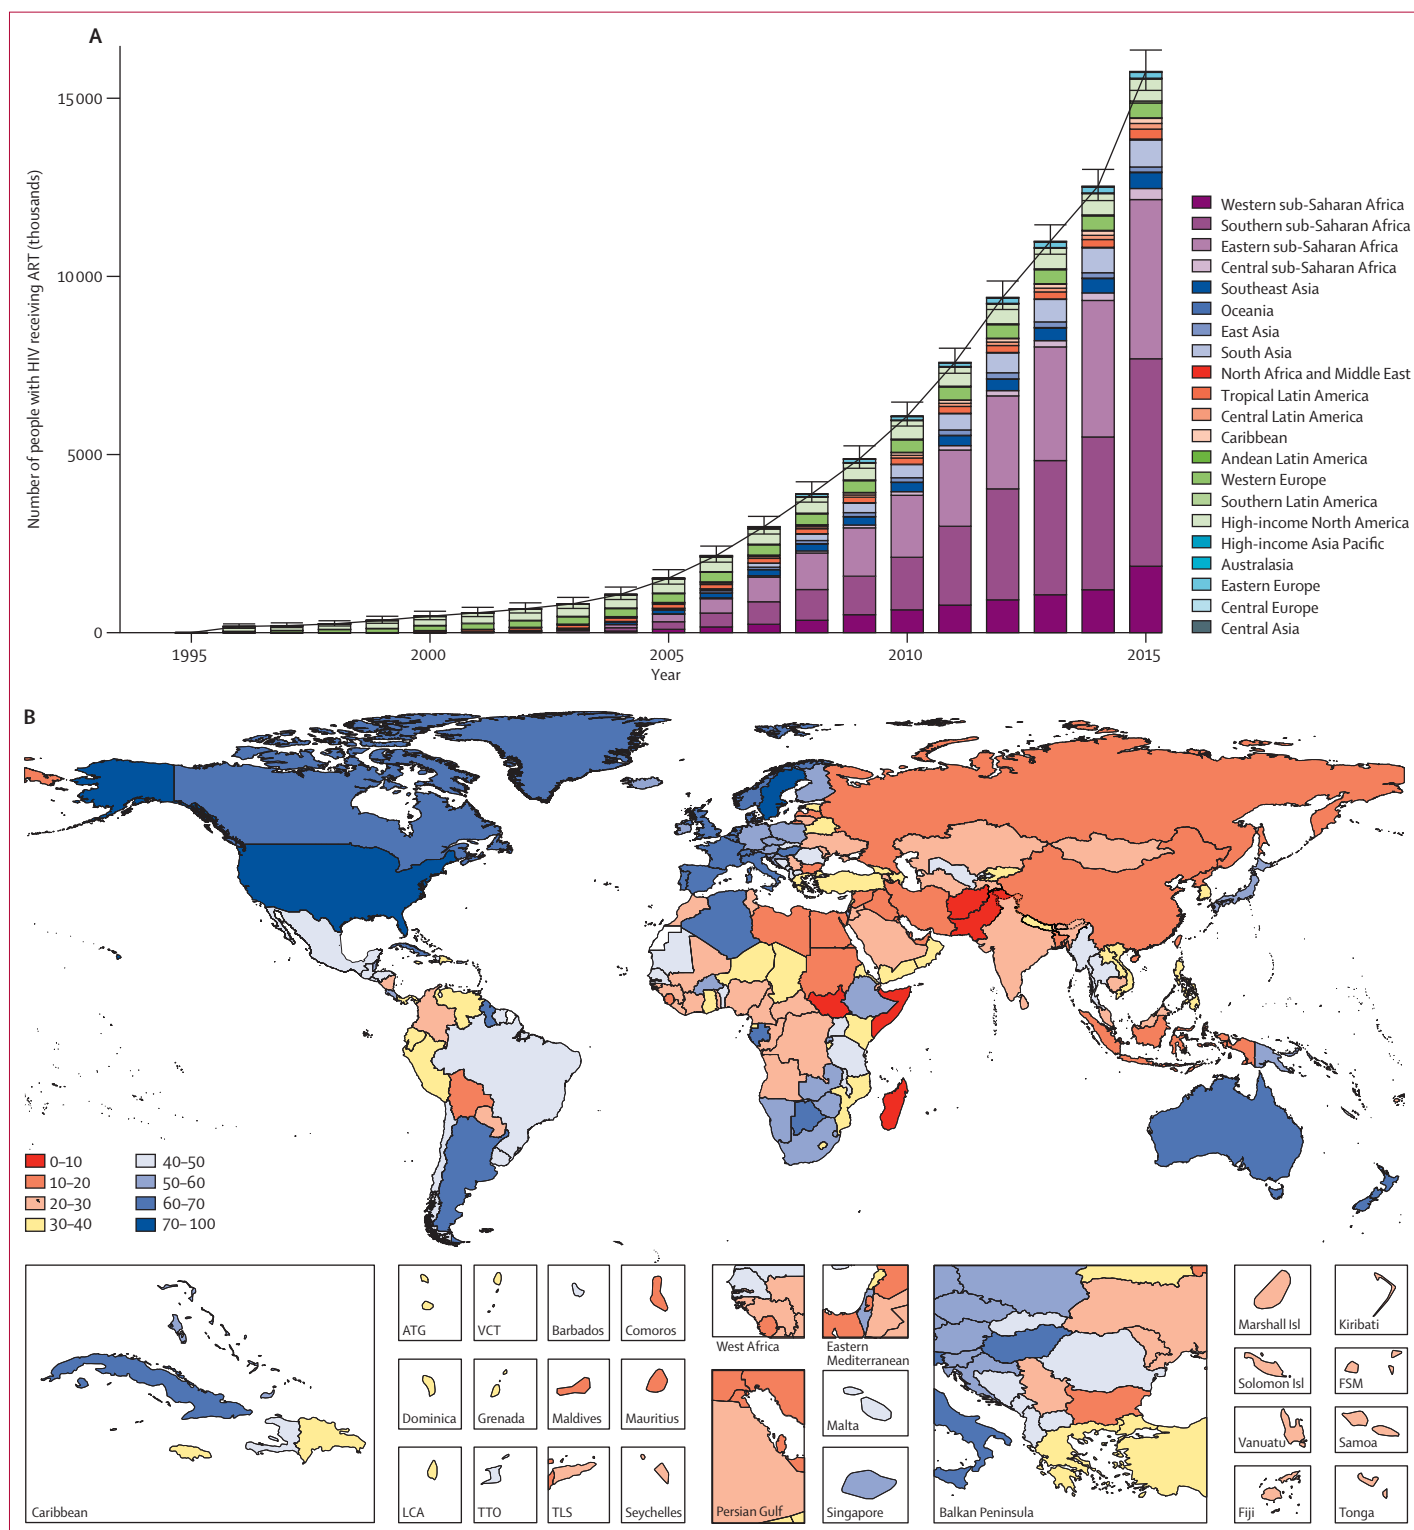 A
Number of people with HIV receiving ART (thousands)
15000
10000
5000
0
1995
2000
2005
2010
2015
Year
Western sub-Saharan Africa
Southern sub-Saharan Africa
Eastern sub-Saharan Africa
Central sub-Saharan Africa
Southeast Asia
Oceania
East Asia
South Asia
North Africa and Middle East
Tropical Latin America
Central Latin America
Caribbean
Andean Latin America
Western Europe
Southern Latin America
High-income North America
High-income Asia Pacific
Australasia
Eastern Europe
Central Europe
Central Asia
B
0–10
10–20
20–30
30–40
40–50
50–60
60–70
70–100
Caribbean
ATG
VCT
Barbados
Comoros
Dominica
Grenada
Maldives
Mauritius
LCA
TTO
TLS
Seychelles
West Africa
Eastern
Mediterranean
Persian Gulf
Malta
Singapore
Balkan Peninsula
Marshall Isl
Kiribati
Solomon Isl
FSM
Vanuatu
Samoa
Fiji
Tonga